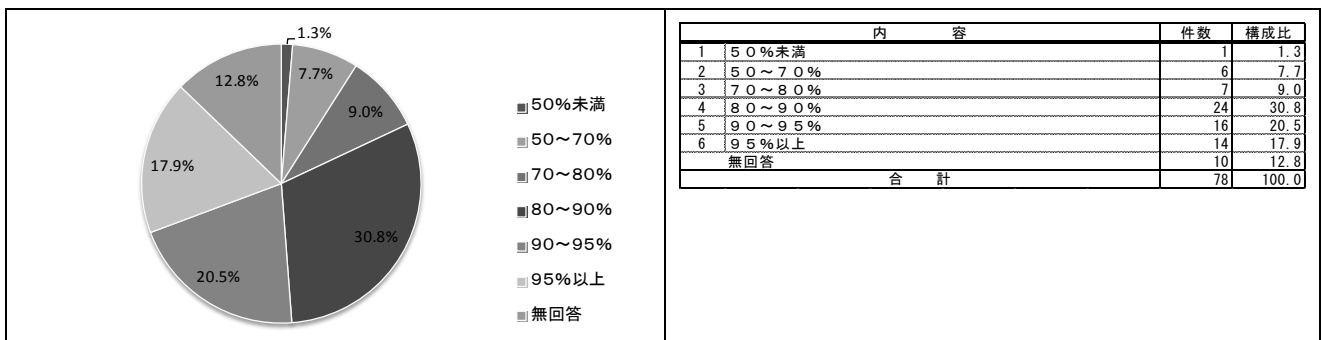 1.3%
7.7%
9.0%
30.8%
20.5%
17.9%
12.8%
50%未満
50～70%
70～80%
80～90%
90～95%
95%以上
無回答
内　　　　容 件数 構成比
1 ５０％未満 1 1.3
2 ５０～７０％ 6 7.7
3 ７０～８０％ 7 9.0
4 ８０～９０％ 24 30.8
5 ９０～９５％ 16 20.5
6 ９５％以上 14 17.9
無回答 10 12.8
合　　計 78 100.0